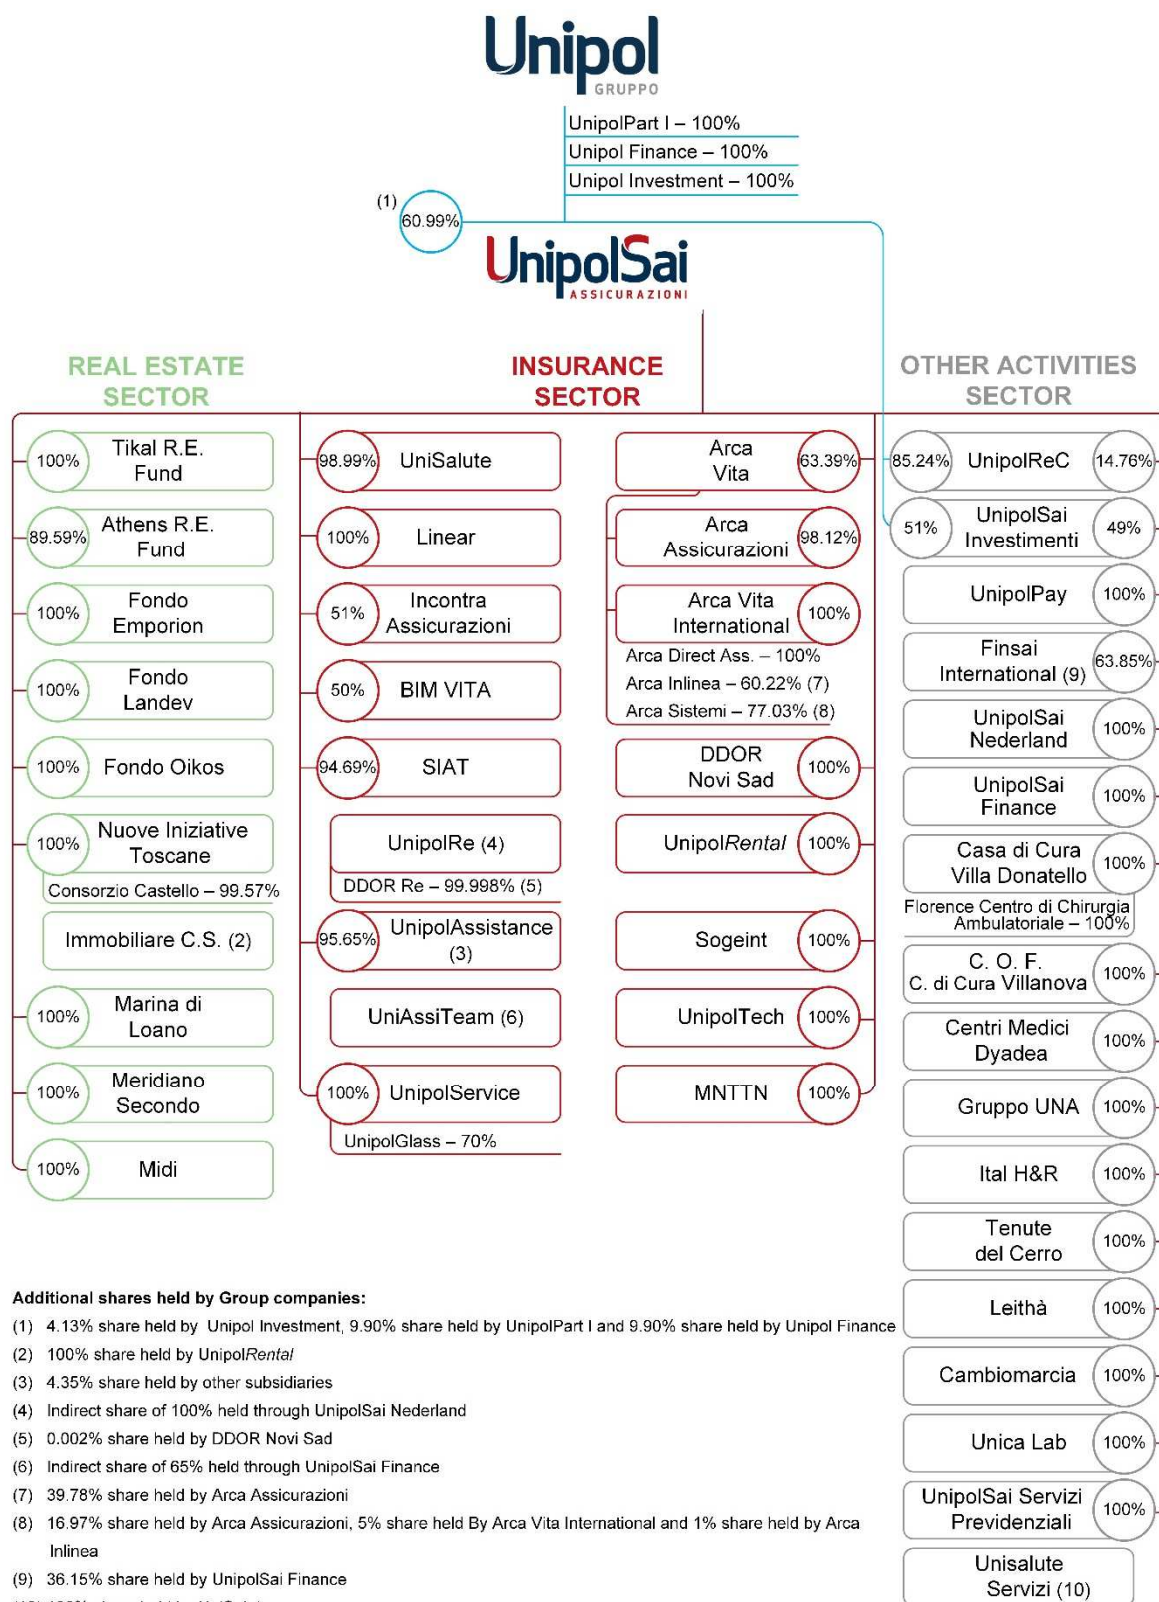 Unipol
GRUPPO
UnipolPart I – 100%
Unipol Finance – 100%
Unipol Investment – 100%
(1)
60.99%
UnipolSai
ASSICURAZIONI
REAL ESTATE
SECTOR
100%
Tikal R.E.
Fund
89.59%
Athens R.E.
Fund
100%
Fondo
Emporion
100%
Fondo
Landev
100%
Fondo Oikos
100%
Nuove Iniziative
Toscane
Consorzio Castello – 99.57%
Immobiliare C.S. (2)
100%
Marina di
Loano
100%
Meridiano
Secondo
100%
Midi
INSURANCE
SECTOR
98.99%
UniSalute
100%
Linear
51%
Incontra
Assicurazioni
50%
BIM VITA
94.69%
SIAT
UnipolRe (4)
DDOR Re – 99.998% (5)
95.65%
UnipolAssistance
(3)
UniAssiTeam (6)
100%
UnipolService
UnipolGlass – 70%
Arca
Vita
63.39%
Arca
Assicurazioni
98.12%
Arca Vita
International
100%
Arca Direct Ass. – 100%
Arca Inlinea – 60.22% (7)
Arca Sistemi – 77.03% (8)
DDOR
Novi Sad
100%
UnipolRental
100%
Sogeint
100%
UnipolTech
100%
MNTTN
100%
OTHER ACTIVITIES
SECTOR
85.24%
UnipolReC
14.76%
51%
UnipolSai
Investimenti
49%
UnipolPay
100%
Finsai
International (9)
63.85%
UnipolSai
Nederland
100%
UnipolSai
Finance
100%
Casa di Cura
Villa Donatello
100%
Florence Centro di Chirurgia
Ambulatoriale – 100%
C. O. F.
C. di Cura Villanova
100%
Centri Medici
Dyadea
100%
Gruppo UNA
100%
Ital H&R
100%
Tenute
del Cerro
100%
Leithà
100%
Cambiomarcia
100%
Unica Lab
100%
UnipolSai Servizi
Previdenziali
100%
Unisalute
Servizi (10)
Additional shares held by Group companies:
(1) 4.13% share held by Unipol Investment, 9.90% share held by UnipolPart I and 9.90% share held by Unipol Finance
(2) 100% share held by UnipolRental
(3) 4.35% share held by other subsidiaries
(4) Indirect share of 100% held through UnipolSai Nederland
(5) 0.002% share held by DDOR Novi Sad
(6) Indirect share of 65% held through UnipolSai Finance
(7) 39.78% share held by Arca Assicurazioni
(8) 16.97% share held by Arca Assicurazioni, 5% share held By Arca Vita International and 1% share held by Arca
Inlinea
(9) 36.15% share held by UnipolSai Finance